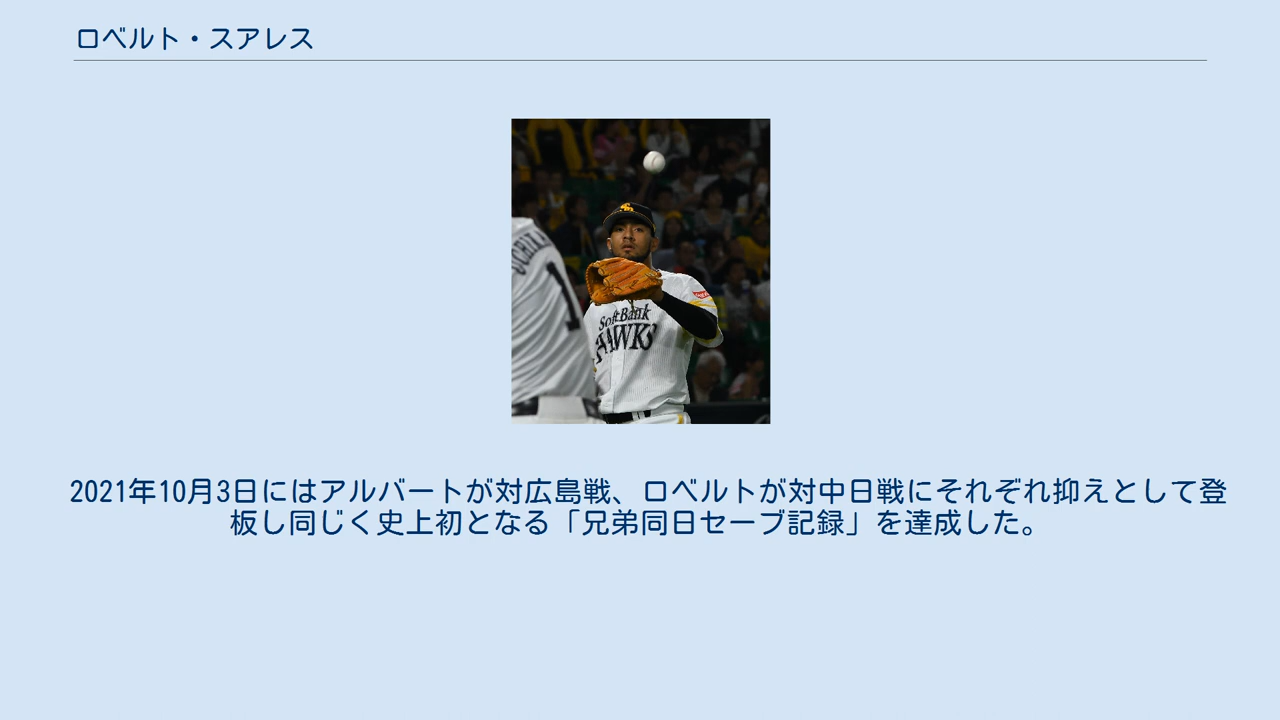 ロベルト・スアレス
SoftBank
HAWKS
1
2021年10月3日にはアルバートが対広島戦、ロベルトが対中日戦にそれぞれ抑えとして登
板し同じく史上初となる「兄弟同日セーブ記録」を達成した。